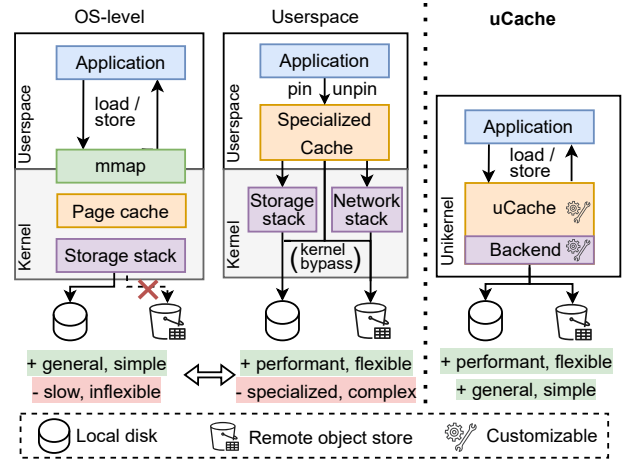 OS-level
Application
load /
store
mmap
Page cache
Storage stack
Userspace
Kernel
+ general, simple
- slow, inflexible
Userspace
Application
pin unpin
Specialized
Cache
Storage
stack
Network
stack
(kernel
bypass)
Userspace
Kernel
+ performant, flexible
- specialized, complex
uCache
Application
load /
store
uCache
Backend
Unikernel
+ performant, flexible
+ general, simple
Local disk
Remote object store
Customizable